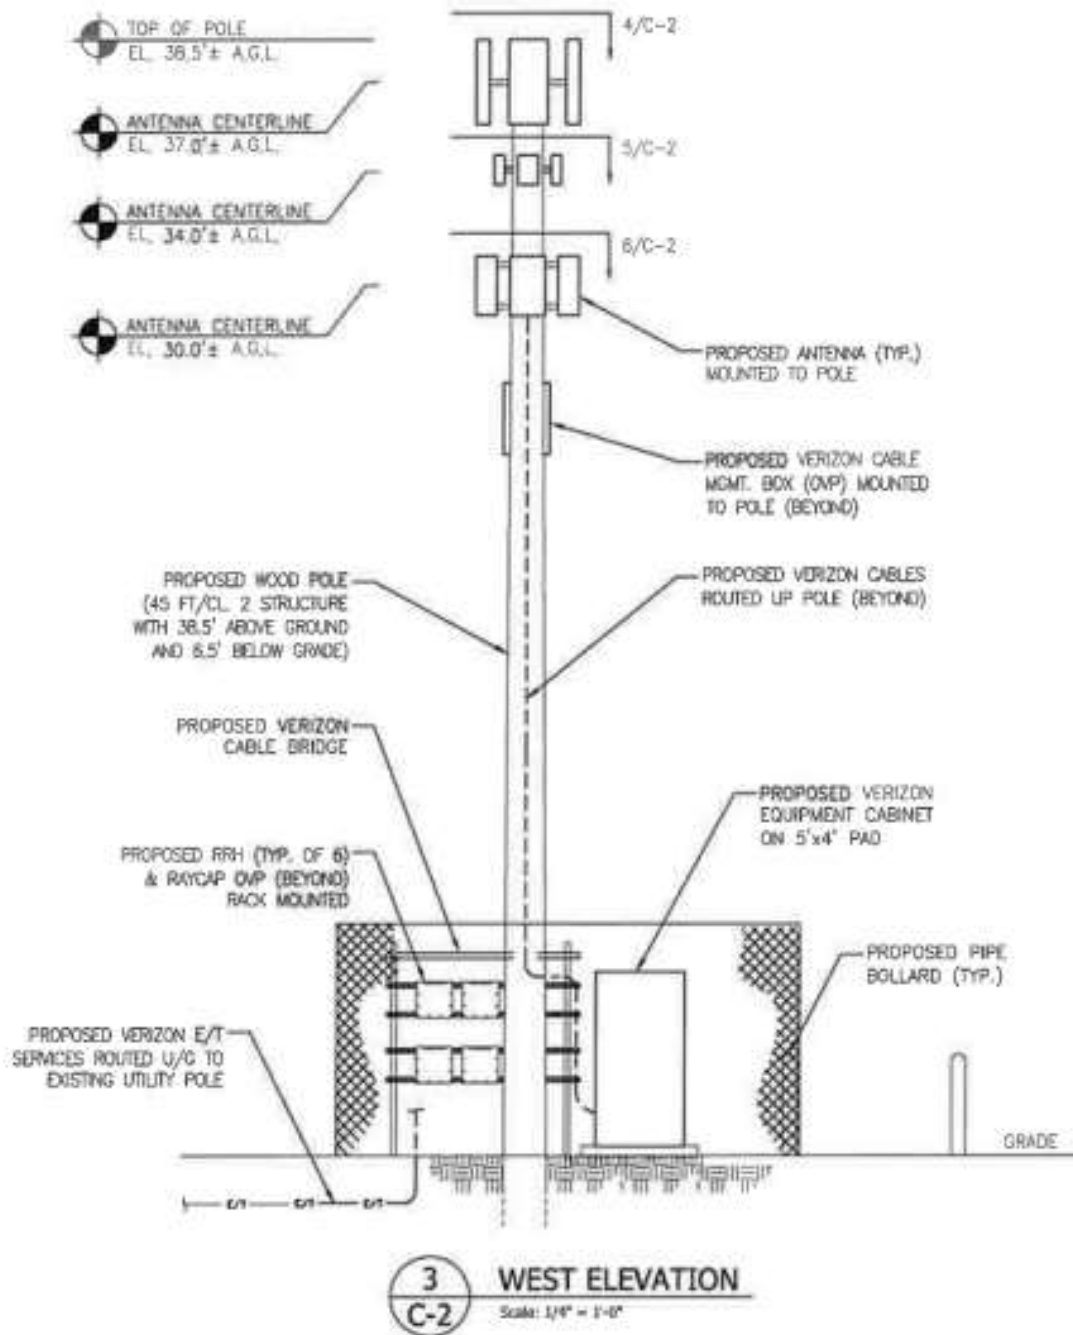 TOP OF POLE
EL. 38.5'± A.G.L.
ANTENNA CENTERLINE
EL. 37.0'± A.G.L.
ANTENNA CENTERLINE
EL. 34.0'± A.G.L.
ANTENNA CENTERLINE
EL. 30.0'± A.G.L.
4/C-2
5/C-2
6/C-2
PROPOSED ANTENNA (TYP.)
MOUNTED TO POLE
PROPOSED VERIZON CABLE
MGMT. BOX (OVP) MOUNTED
TO POLE (BEYOND)
PROPOSED WOOD POLE
(45 FT/CL. 2 STRUCTURE
WITH 38.5' ABOVE GROUND
AND 6.5' BELOW GRADE)
PROPOSED VERIZON CABLES
ROUTED UP POLE (BEYOND)
PROPOSED VERIZON
CABLE BRIDGE
PROPOSED VERIZON
EQUIPMENT CABINET
ON 5'x4' PAD
PROPOSED RRH (TYP. OF 6)
& RAYCAP OVP (BEYOND)
RACK MOUNTED
PROPOSED PIPE
BOLLARD (TYP.)
PROPOSED VERIZON E/T
SERVICES ROUTED U/G TO
EXISTING UTILITY POLE
GRADE
E/T E/T E/T
3
C-2
WEST ELEVATION
Scale: 1/4" = 1'-0"